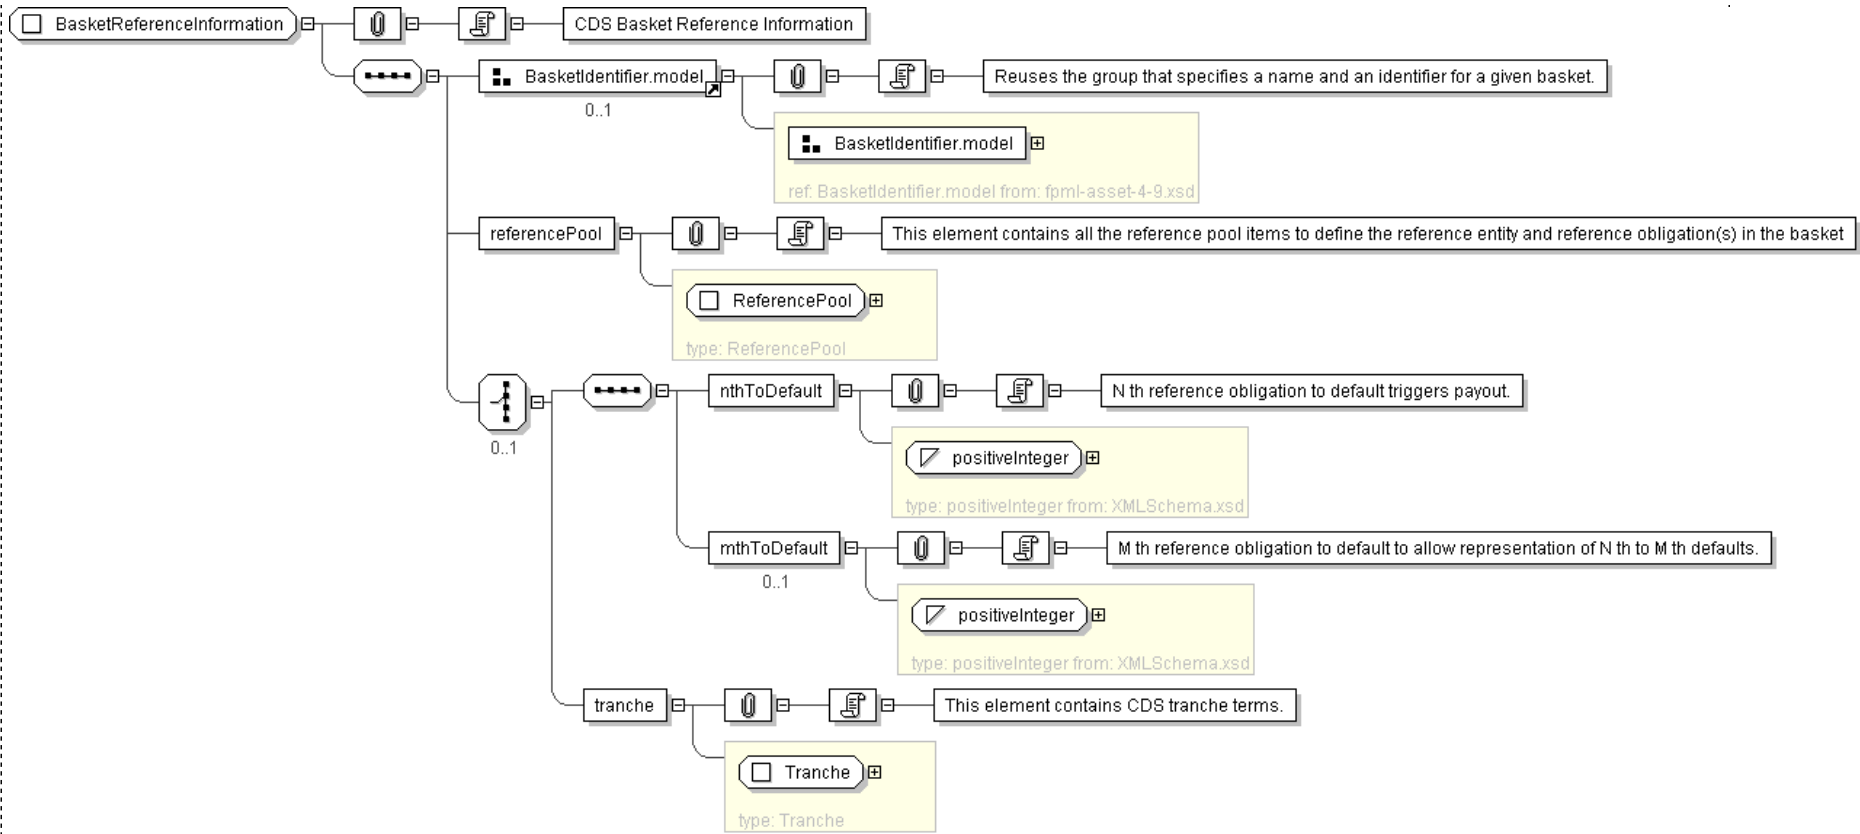 BasketReferenceInformation
CDS Basket Reference Information
BasketIdentifier.model
Reuses the group that specifies a name and an identifier for a given basket.
0..1
BasketIdentifier.model
ref: BasketIdentifier.model from: fpml-asset-4-9.xsd
referencePool
This element contains all the reference pool items to define the reference entity and reference obligation(s) in the basket
ReferencePool
type: ReferencePool
nthToDefault
N th reference obligation to default triggers payout.
0..1
positiveInteger
type: positiveInteger from: XMLSchema.xsd
mthToDefault
M th reference obligation to default to allow representation of N th to M th defaults.
0..1
positiveInteger
type: positiveInteger from: XMLSchema.xsd
tranche
This element contains CDS tranche terms.
Tranche
type: Tranche